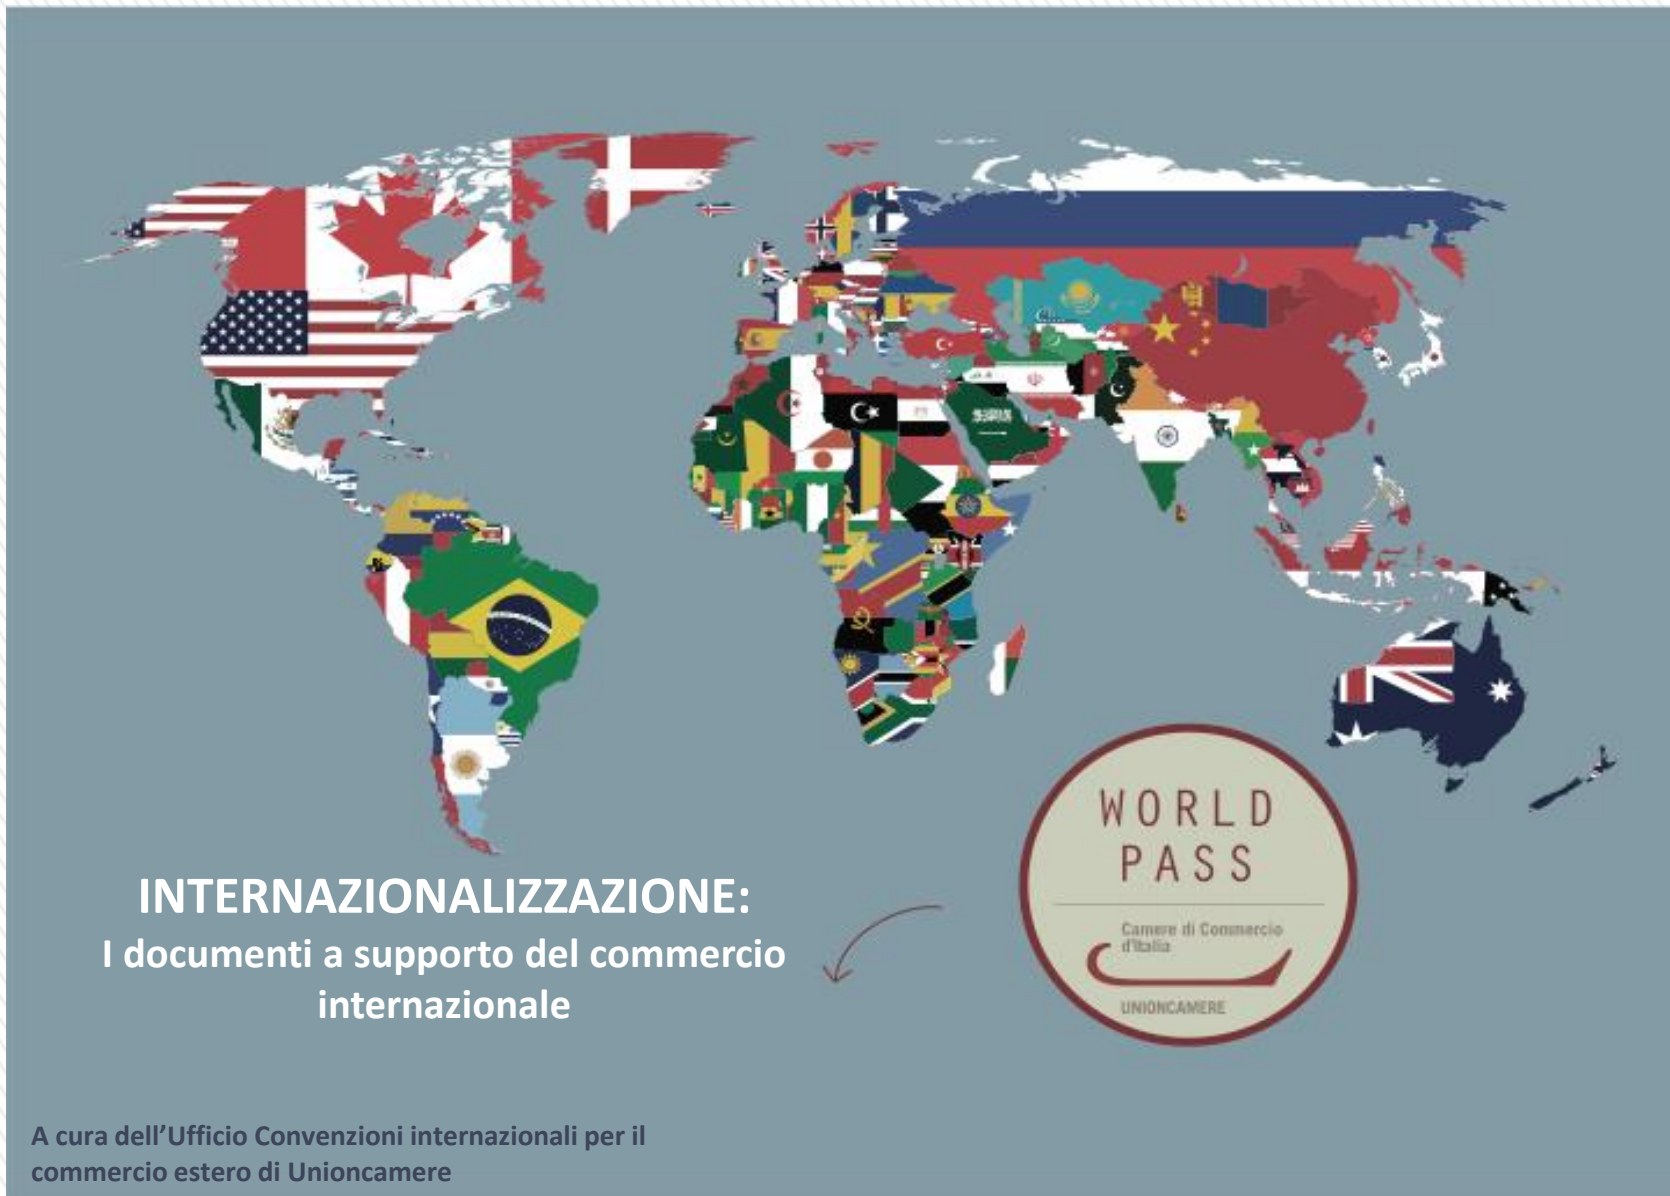 WORLD
PASS
Camere di Commercio
d'Italia
UNIONCAMERE
INTERNAZIONALIZZAZIONE:
I documenti a supporto del commercio
internazionale
A cura dell'Ufficio Convenzioni internazionali per il
commercio estero di Unioncamere